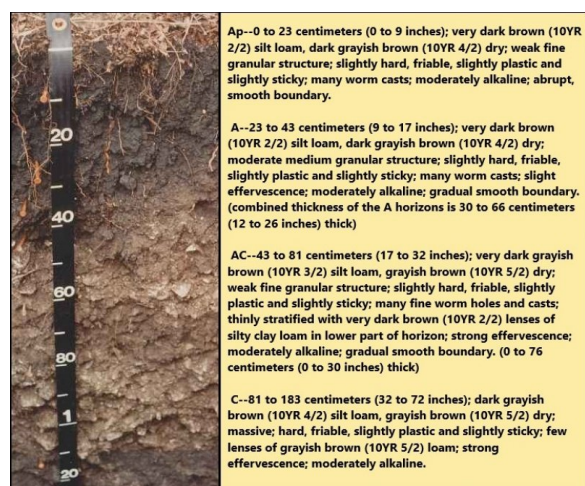 20
40
60
80
1
20
Ap--0 to 23 centimeters (0 to 9 inches); very dark brown (10YR
2/2) silt loam, dark grayish brown (10YR 4/2) dry; weak fine
granular structure; slightly hard, friable, slightly plastic and
slightly sticky; many worm casts; moderately alkaline; abrupt,
smooth boundary.
A--23 to 43 centimeters (9 to 17 inches); very dark brown
(10YR 2/2) silt loam, dark grayish brown (10YR 4/2) dry;
moderate medium granular structure; slightly hard, friable,
slightly plastic and slightly sticky; many worm casts; slight
effervescence; moderately alkaline; gradual smooth boundary.
(combined thickness of the A horizons is 30 to 66 centimeters
(12 to 26 inches) thick)
AC--43 to 81 centimeters (17 to 32 inches); very dark grayish
brown (10YR 3/2) silt loam, grayish brown (10YR 5/2) dry;
weak fine granular structure; slightly hard, friable, slightly
plastic and slightly sticky; many fine worm holes and casts;
thinly stratified with very dark brown (10YR 2/2) lenses of
silty clay loam in lower part of horizon; strong effervescence;
moderately alkaline; gradual smooth boundary. (0 to 76
centimeters (0 to 30 inches) thick)
C--81 to 183 centimeters (32 to 72 inches); dark grayish
brown (10YR 4/2) silt loam, grayish brown (10YR 5/2) dry;
massive; hard, friable, slightly plastic and slightly sticky; few
lenses of grayish brown (10YR 5/2) loam; strong
effervescence; moderately alkaline.